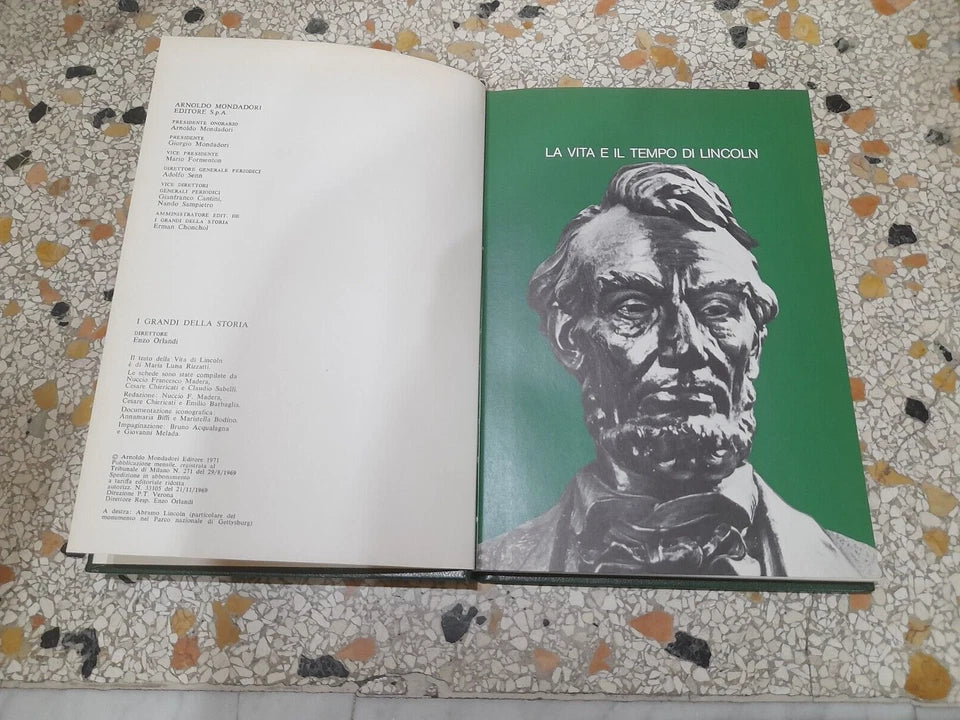 ARNOLDO MONDADORI
EDITORE S.p.A.
PRESIDENTE ONORARIO
Arnoldo Mondadori
PRESIDENTE
Giorgio Mondadori
VICE PRESIDENTE
Mario Formenton
DIRETTORE GENERALE PERIODICI
Adolfo Senn
VICE DIRETTORI
GENERALI PERIODICI
Gianfranco Cantini,
Nando Sampietro
AMMINISTRATORE EDIT. DE
I GRANDI DELLA STORIA
Erman Chonchol
I GRANDI DELLA STORIA
DIRETTORE
Enzo Orlandi
Il testo della Vita di Lincoln
è di Maria Luna Rizzatti.
Le schede sono state compilate da
Nuccio Francesco Madera,
Cesare Chiericati e Claudio Sabelli.
Redazione: Nuccio F. Madera,
Cesare Chiericati e Emilio Barbaglia.
Documentazione iconografica:
Annamaria Biffi e Maristella Bodino.
Impaginazione: Bruno Acqualagna
e Giovanni Melada.
© Arnoldo Mondadori Editore 1971
Pubblicazione mensile, registrata al
Tribunale di Milano N. 271 del 29/8/1969
Spedizione in abbonamento
a tariffa editoriale ridotta
autorizz. N. 33105 del 21/11/1969
Direzione P.T. Verona
Direttore Resp. Enzo Orlandi
A destra: Abramo Lincoln (particolare del
monumento nel Parco nazionale di Gettysburg)
LA VITA E IL TEMPO DI LINCOLN